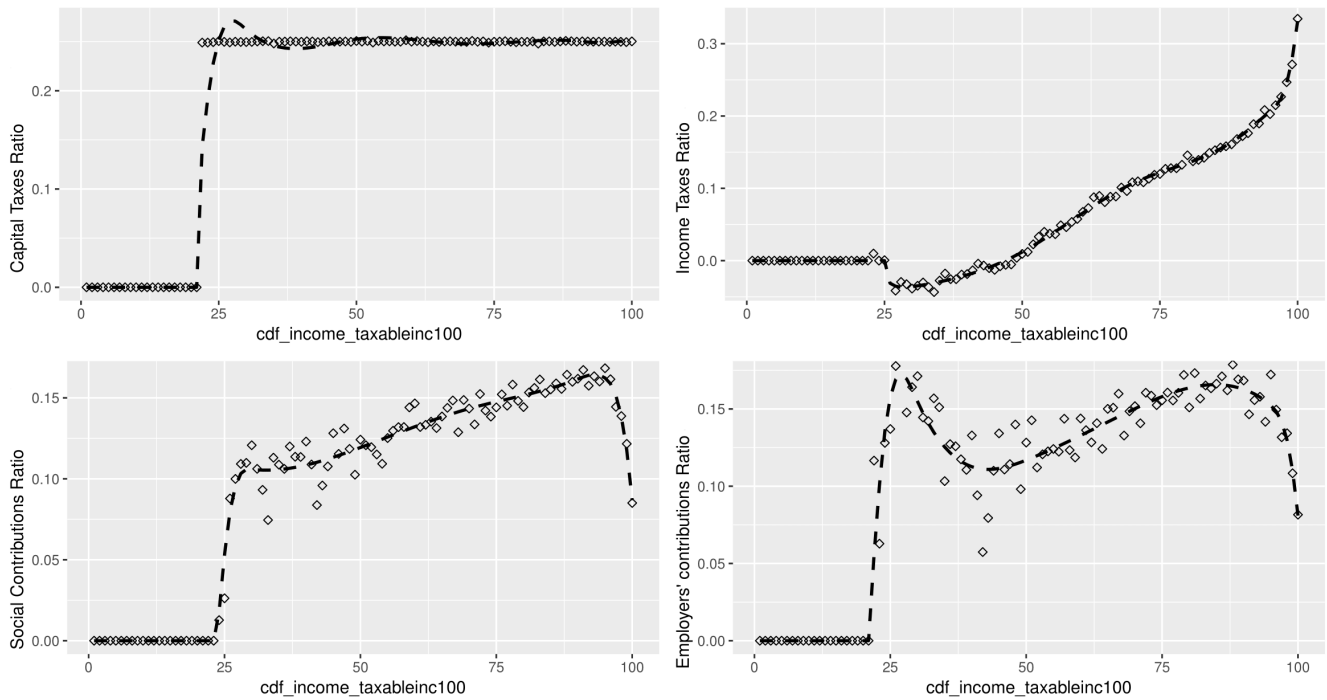 Capital Taxes Ratio
0.2
0.1
0.0
0 25 50 75 100
cdf_income_taxableinc100
Income Taxes Ratio
0.3
0.2
0.1
0.0
0 25 50 75 100
cdf_income_taxableinc100
Social Contributions Ratio
0.15
0.10
0.05
0.00
0 25 50 75 100
cdf_income_taxableinc100
Employers' contributions Ratio
0.15
0.10
0.05
0.00
0 25 50 75 100
cdf_income_taxableinc100